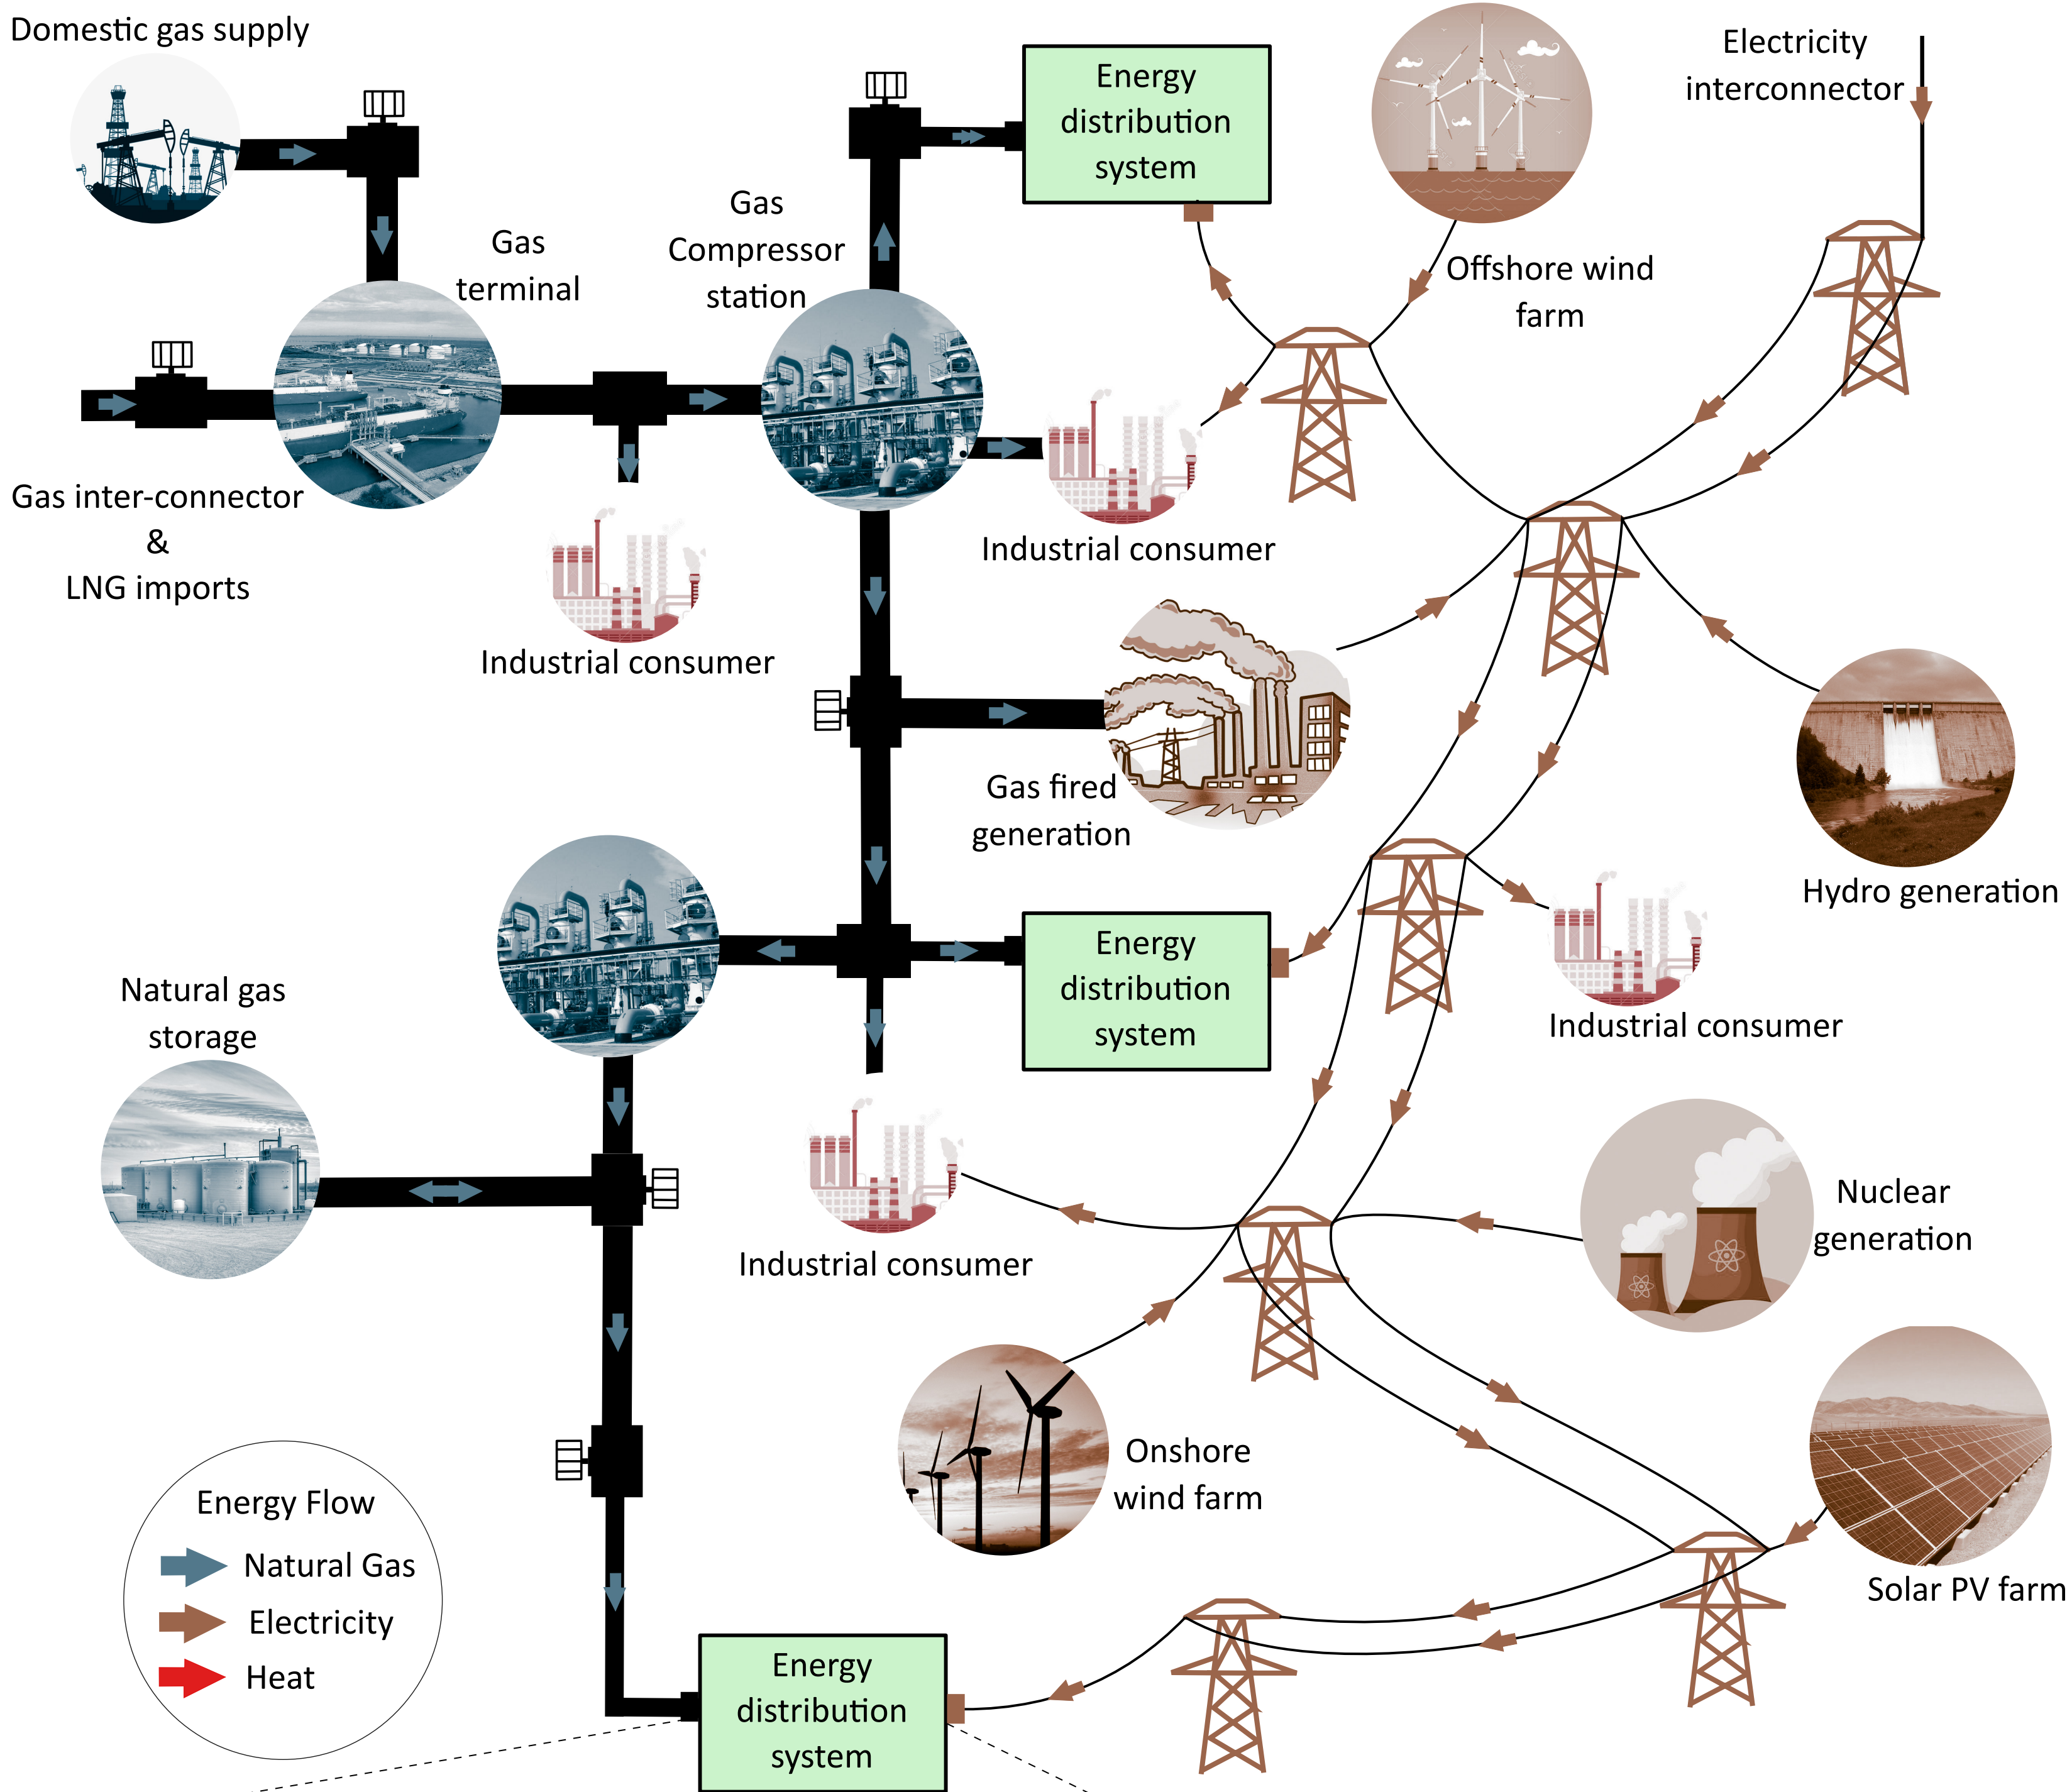 Domestic gas supply
Energy
distribution
system
Electricity
interconnector
Gas
terminal
Gas
Compressor
station
Offshore wind
farm
Gas inter-connector
&
LNG imports
Industrial consumer
Industrial consumer
Gas fired
generation
Hydro generation
Energy
distribution
system
Industrial consumer
Natural gas
storage
Industrial consumer
Nuclear
generation
Onshore
wind farm
Solar PV farm
Energy Flow
Natural Gas
Electricity
Heat
Energy
distribution
system